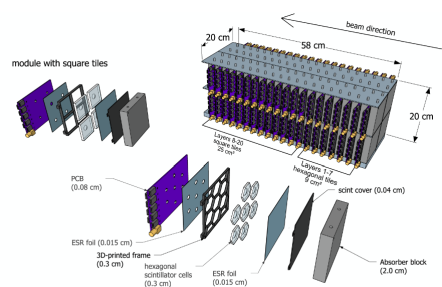 beam direction
20 cm
58 cm
module with square tiles
20 cm
Layers 8-20
square tiles
25 cm²
Layers 1-7
hexagonal tiles
9 cm²
PCB
(0.08 cm)
scint cover (0.04 cm)
ESR foil (0.015 cm)
3D-printed frame
(0.3 cm)
hexagonal
scintillator cells
(0.3 cm)
ESR foil
(0.015 cm)
Absorber block
(2.0 cm)